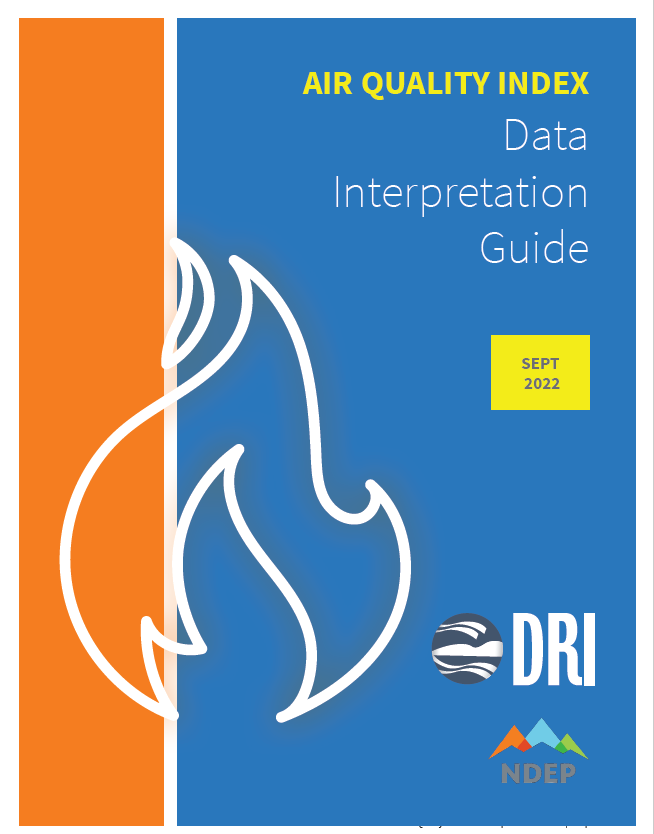 AIR QUALITY INDEX
Data
Interpretation
Guide
SEPT
2022
DRI
NDEP